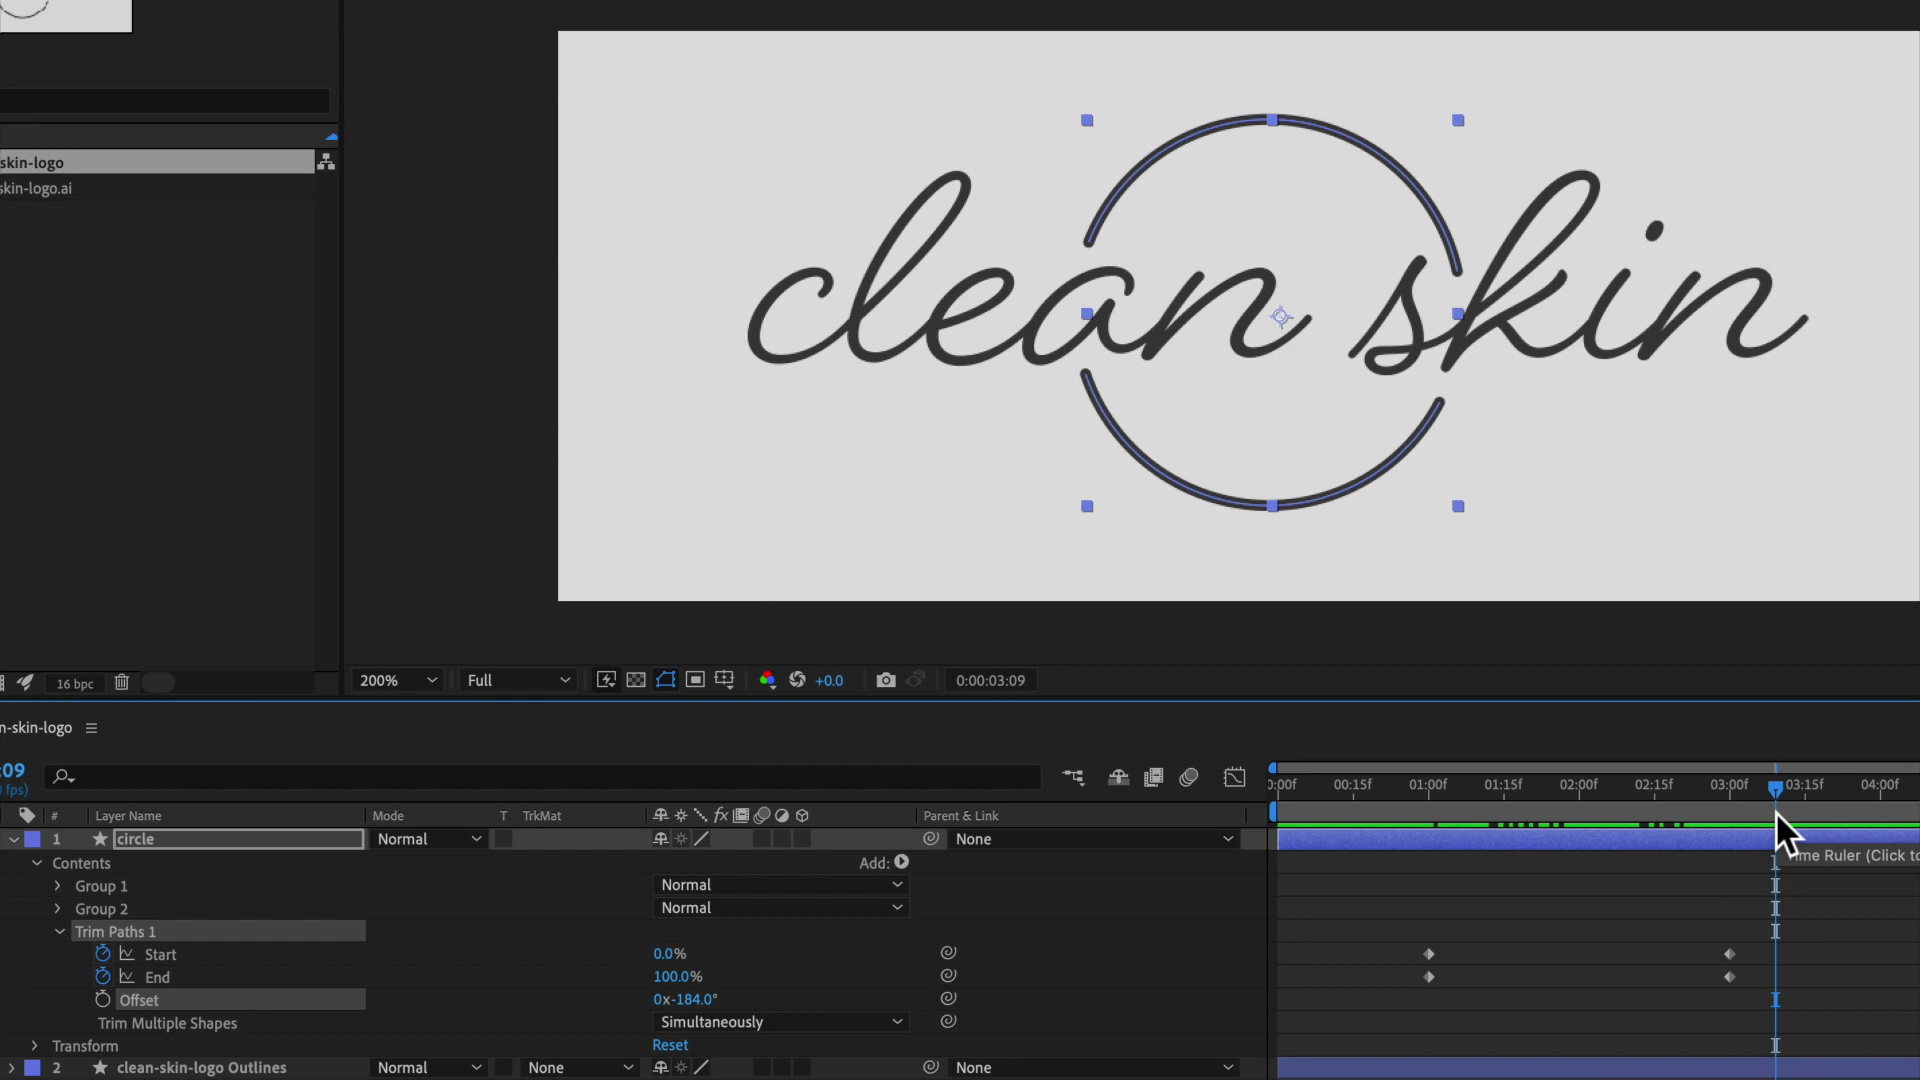 clean skin
skin-logo
skin-logo.ai
16 bpc
200%
Full
+0.0
0:00:03:09
n-skin-logo
:09
fps)
0:00f 00:15f 01:00f 01:15f 02:00f 02:15f 03:00f 03:15f 04:00f
# Layer Name Mode T TrkMat fx Parent & Link
1 circle Normal None
Time Ruler (Click to
Contents Add:
Group 1 Normal
Group 2 Normal
Trim Paths 1
Start 0.0%
End 100.0%
Offset 0x-184.0°
Trim Multiple Shapes Simultaneously
Transform Reset
2 clean-skin-logo Outlines Normal None None